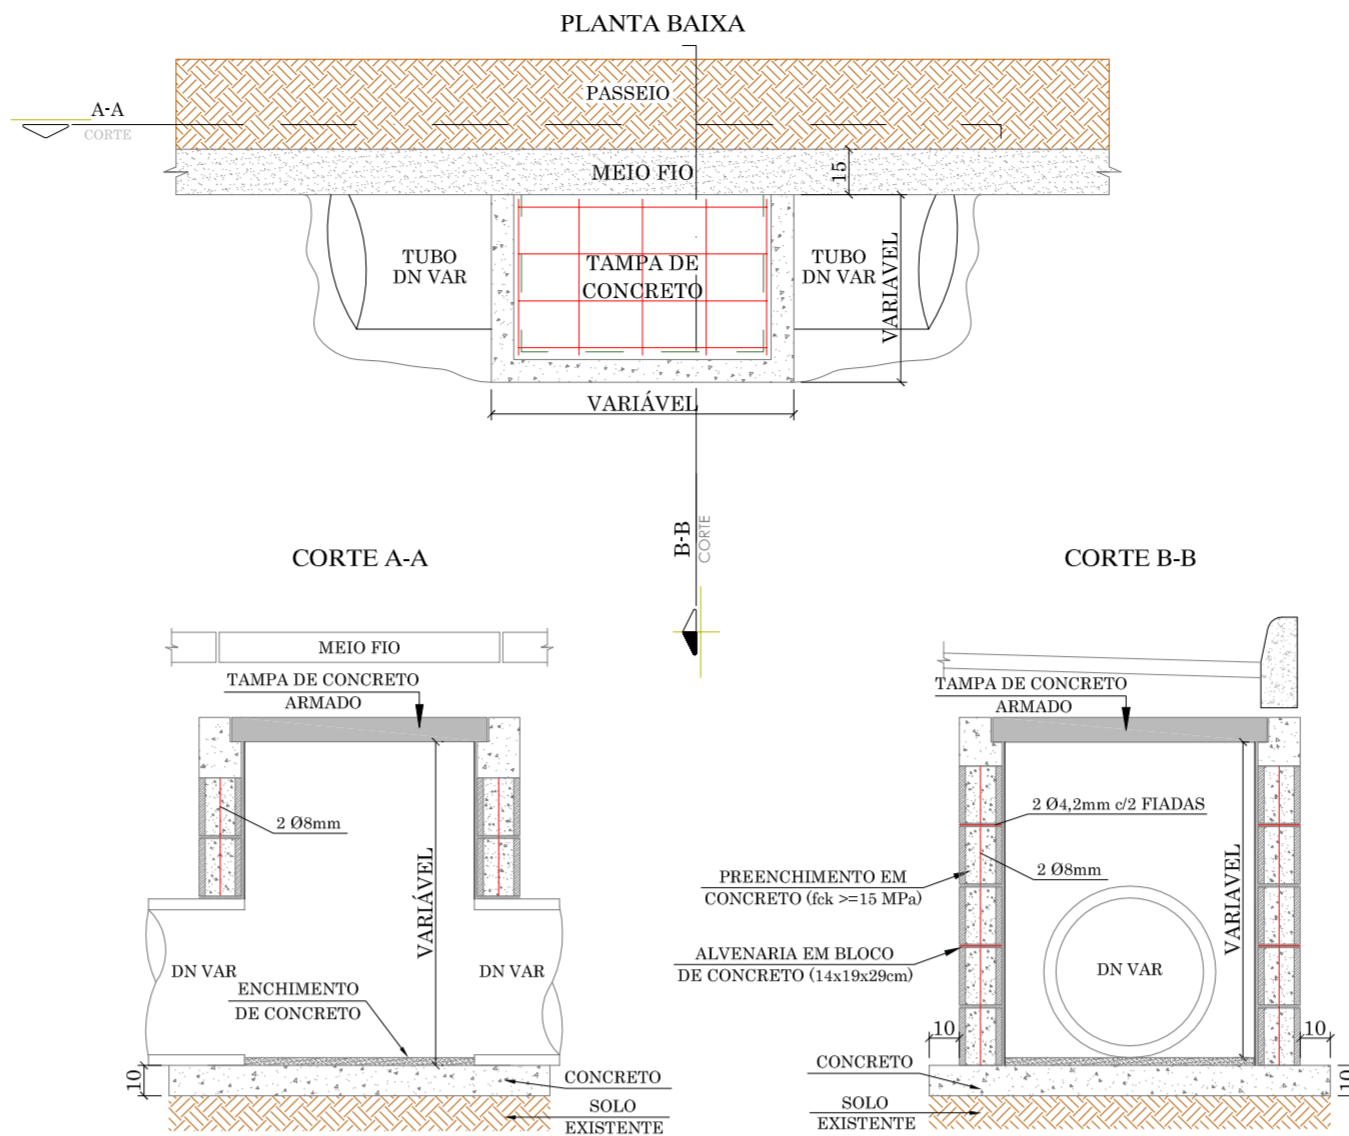 PLANTA BAIXA
PASSEIO
A-A
CORTE
MEIO FIO
15
TUBO
DN VAR
TAMPA DE
CONCRETO
TUBO
DN VAR
VARIAVEL
VARIÁVEL
B-B
CORTE
CORTE A-A
MEIO FIO
TAMPA DE CONCRETO
ARMADO
2 Ø8mm
VARIÁVEL
DN VAR
DN VAR
ENCHIMENTO
DE CONCRETO
10
CONCRETO
SOLO
EXISTENTE
CORTE B-B
TAMPA DE CONCRETO
ARMADO
2 Ø4,2mm c/2 FIADAS
2 Ø8mm
PREENCHIMENTO EM
CONCRETO (fck >=15 MPa)
VARIAVEL
ALVENARIA EM BLOCO
DE CONCRETO (14x19x29cm)
DN VAR
10
10
CONCRETO
10
SOLO
EXISTENTE